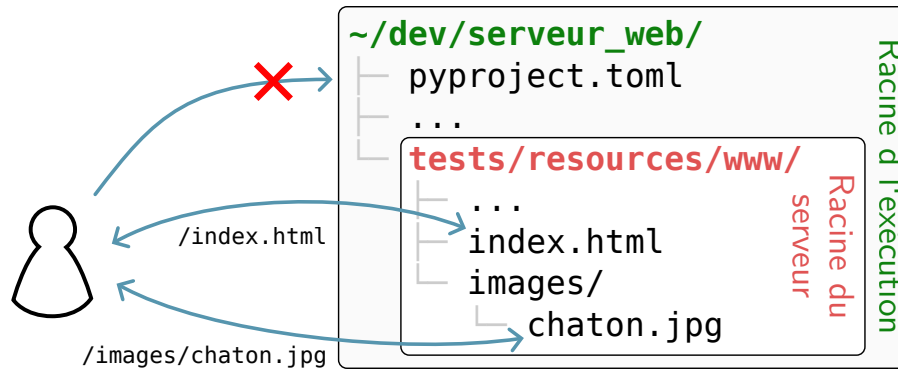 ~/dev/serveur_web/
pyproject.toml
...
tests/resources/www/
...
index.html
images/
chaton.jpg
/index.html
/images/chaton.jpg
Racine du
serveur
Racine d l'exécution